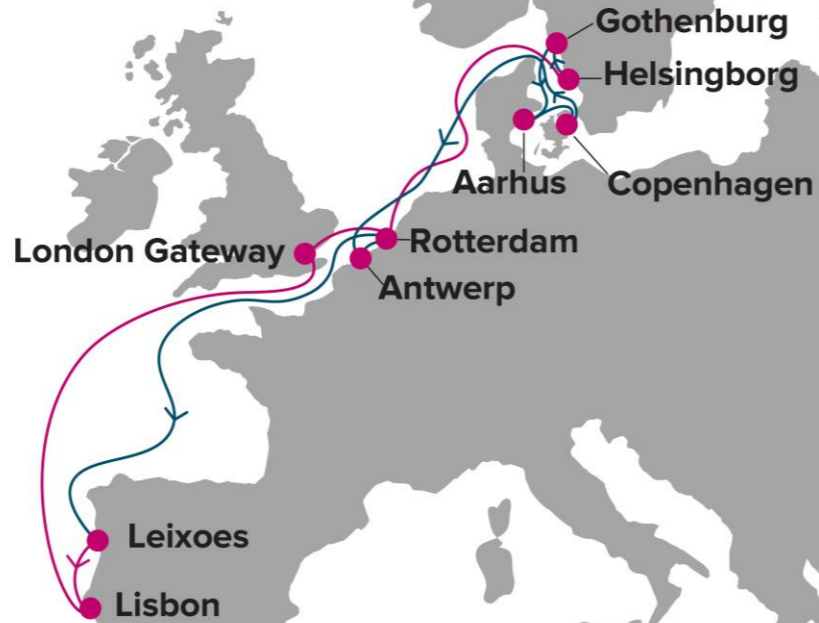 Gothenburg
Helsingborg
Aarhus
Copenhagen
London Gateway
Rotterdam
Antwerp
Leixoes
Lisbon